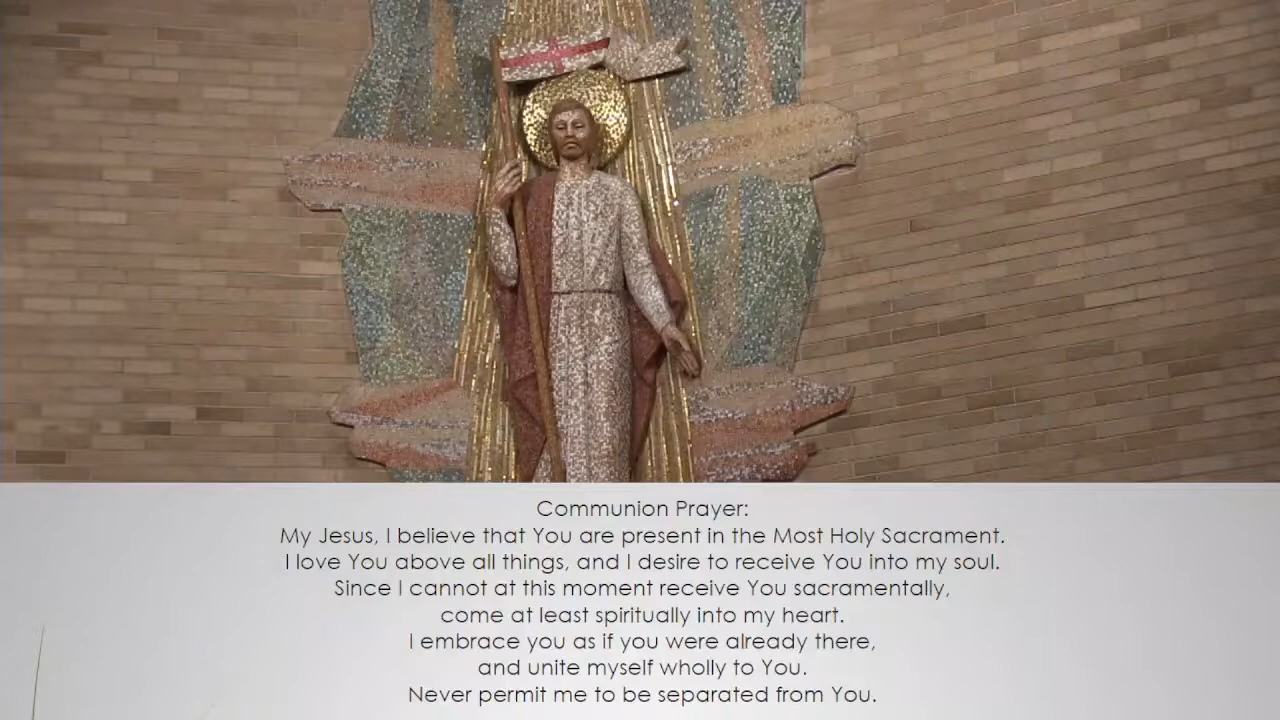 Communion Prayer:
My Jesus, I believe that You are present in the Most Holy Sacrament.
I love You above all things, and I desire to receive You into my soul.
Since I cannot at this moment receive You sacramentally,
come at least spiritually into my heart.
I embrace you as if you were already there,
and unite myself wholly to You.
Never permit me to be separated from You.